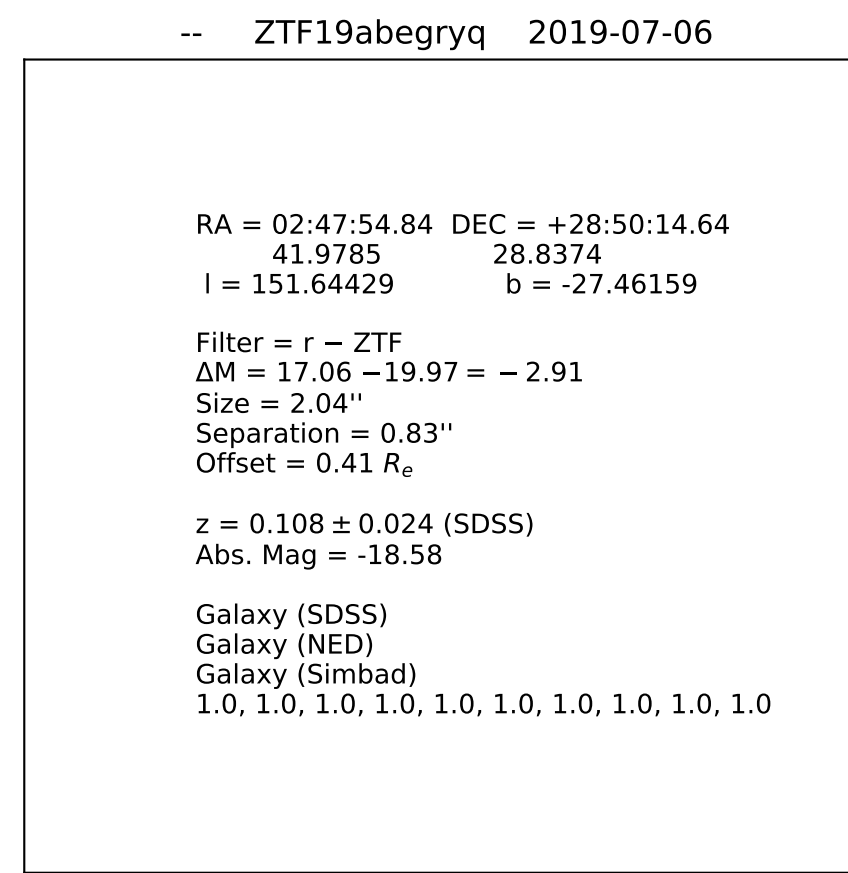 -- ZTF19abegryq 2019-07-06
RA = 02:47:54.84 DEC = +28:50:14.64
41.9785 28.8374
l = 151.64429 b = -27.46159
Filter = r − ZTF
ΔM = 17.06 −19.97 = − 2.91
Size = 2.04''
Separation = 0.83''
Offset = 0.41 Re
z = 0.108 ± 0.024 (SDSS)
Abs. Mag = -18.58
Galaxy (SDSS)
Galaxy (NED)
Galaxy (Simbad)
1.0, 1.0, 1.0, 1.0, 1.0, 1.0, 1.0, 1.0, 1.0, 1.0